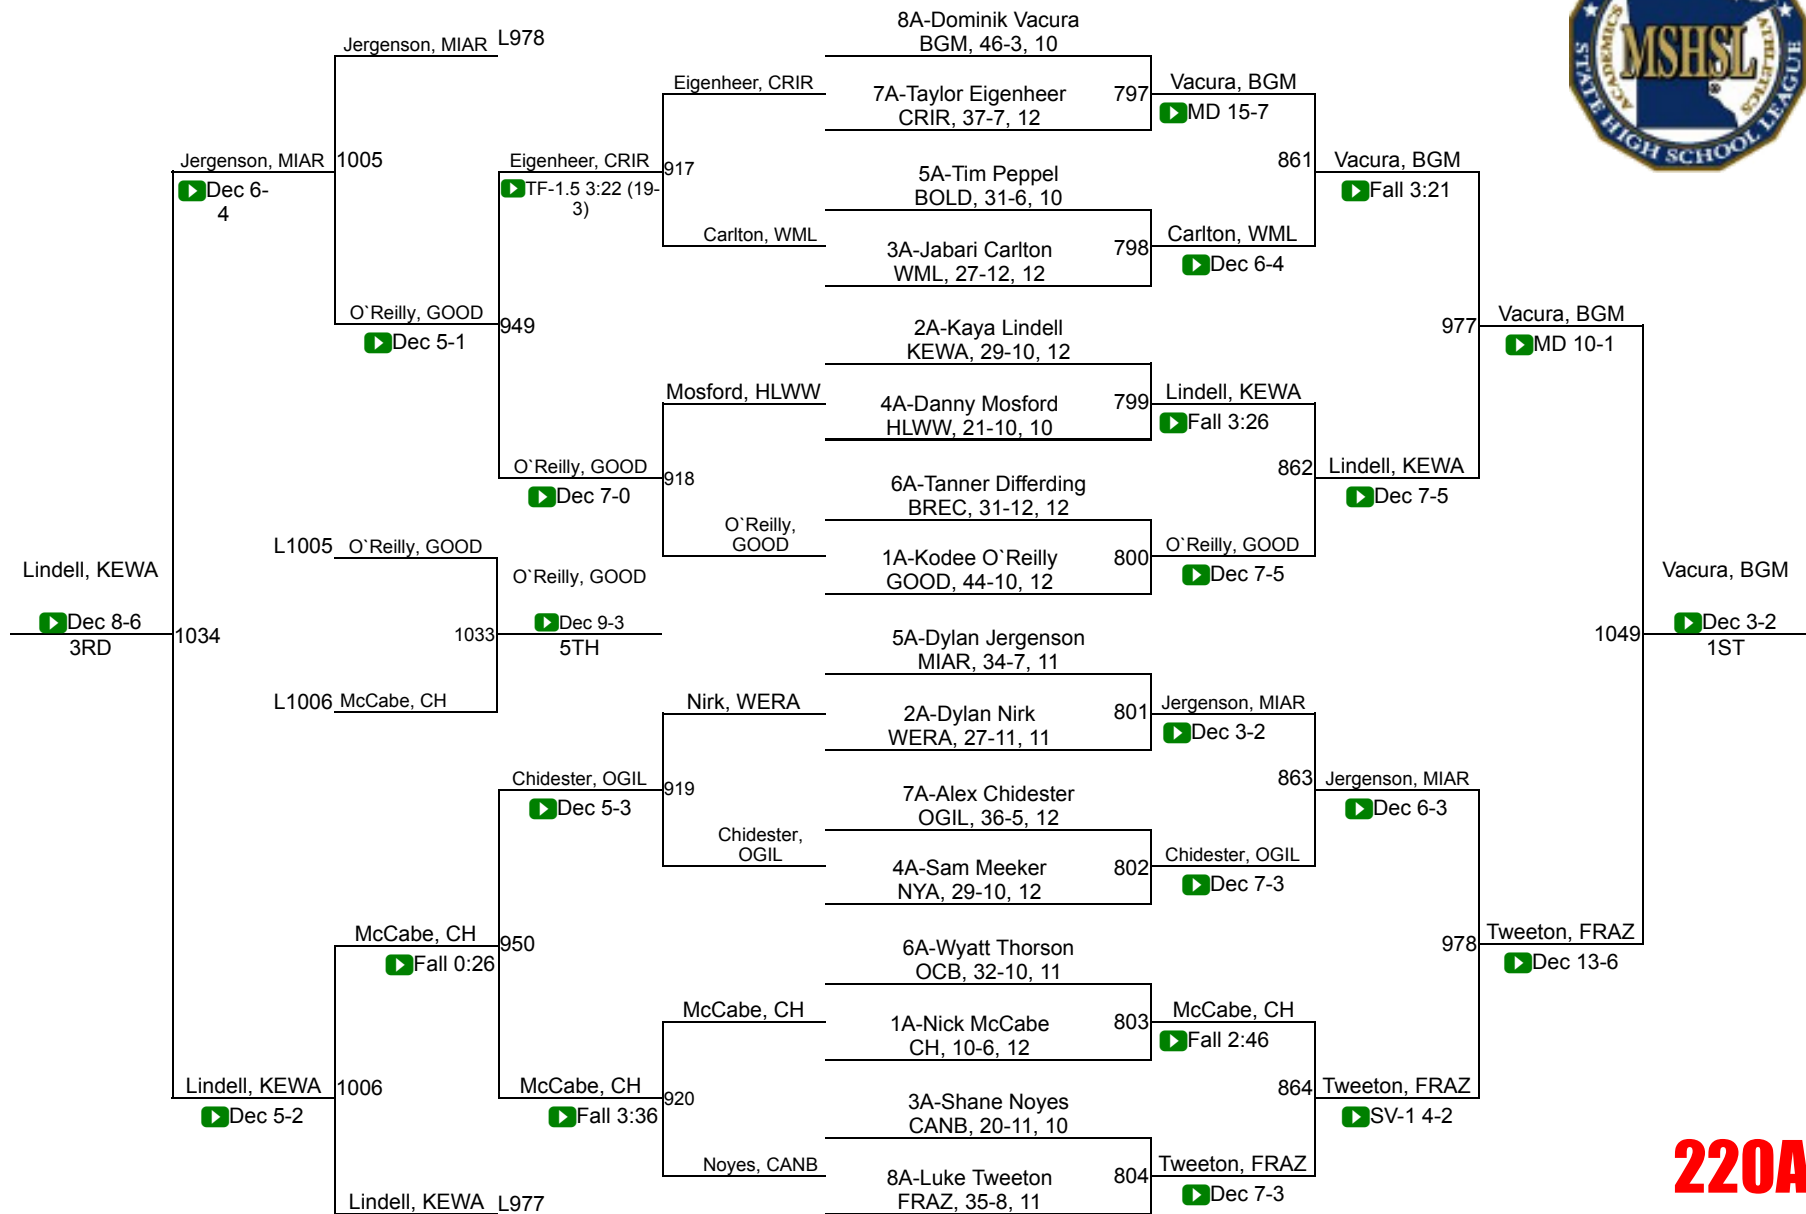 8A-Dominik Vacura
BGM, 46-3, 10
Jergenson, MIAR L978
MSHSL
ACADEMICS
ATHLETICS
STATE HIGH SCHOOL LEAGUE
Eigenheer, CRIR
7A-Taylor Eigenheer
CRIR, 37-7, 12
797
Vacura, BGM
MD 15-7
Jergenson, MIAR
1005
Dec 6-
4
Eigenheer, CRIR
917
TF-1.5 3:22 (19-
3)
5A-Tim Peppel
BOLD, 31-6, 10
861
Vacura, BGM
Fall 3:21
Carlton, WML
3A-Jabari Carlton
WML, 27-12, 12
798
Carlton, WML
Dec 6-4
O`Reilly, GOOD
949
Dec 5-1
2A-Kaya Lindell
KEWA, 29-10, 12
977
Vacura, BGM
MD 10-1
Mosford, HLWW
4A-Danny Mosford
HLWW, 21-10, 10
799
Lindell, KEWA
Fall 3:26
O`Reilly, GOOD
918
Dec 7-0
6A-Tanner Differding
BREC, 31-12, 12
862
Lindell, KEWA
Dec 7-5
O`Reilly,
GOOD
1A-Kodee O`Reilly
GOOD, 44-10, 12
800
O`Reilly, GOOD
Dec 7-5
L1005 O`Reilly, GOOD
Lindell, KEWA
Dec 8-6
3RD
1034
O`Reilly, GOOD
1033
Dec 9-3
5TH
L1006 McCabe, CH
Vacura, BGM
1049
Dec 3-2
1ST
5A-Dylan Jergenson
MIAR, 34-7, 11
Nirk, WERA
2A-Dylan Nirk
WERA, 27-11, 11
801
Jergenson, MIAR
Dec 3-2
Chidester, OGIL
919
Dec 5-3
7A-Alex Chidester
OGIL, 36-5, 12
863
Jergenson, MIAR
Dec 6-3
Chidester,
OGIL
4A-Sam Meeker
NYA, 29-10, 12
802
Chidester, OGIL
Dec 7-3
McCabe, CH
950
Fall 0:26
6A-Wyatt Thorson
OCB, 32-10, 11
978
Tweeton, FRAZ
Dec 13-6
McCabe, CH
1A-Nick McCabe
CH, 10-6, 12
803
McCabe, CH
Fall 2:46
Lindell, KEWA
1006
Dec 5-2
McCabe, CH
920
Fall 3:36
3A-Shane Noyes
CANB, 20-11, 10
864
Tweeton, FRAZ
SV-1 4-2
Noyes, CANB
8A-Luke Tweeton
FRAZ, 35-8, 11
804
Tweeton, FRAZ
Dec 7-3
Lindell, KEWA L977
220A